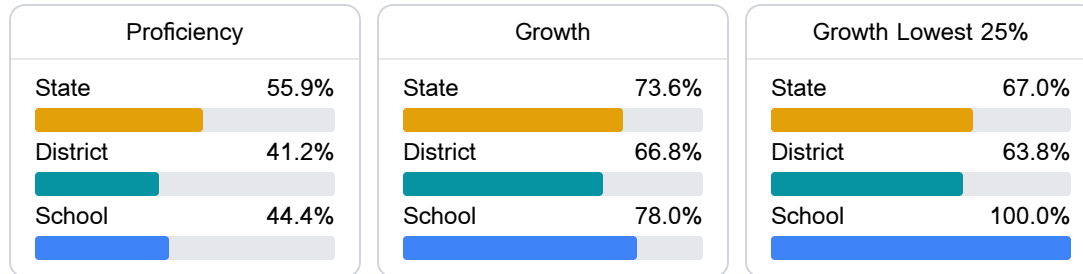 Proficiency
State 55.9%
District 41.2%
School 44.4%
Growth
State 73.6%
District 66.8%
School 78.0%
Growth Lowest 25%
State 67.0%
District 63.8%
School 100.0%